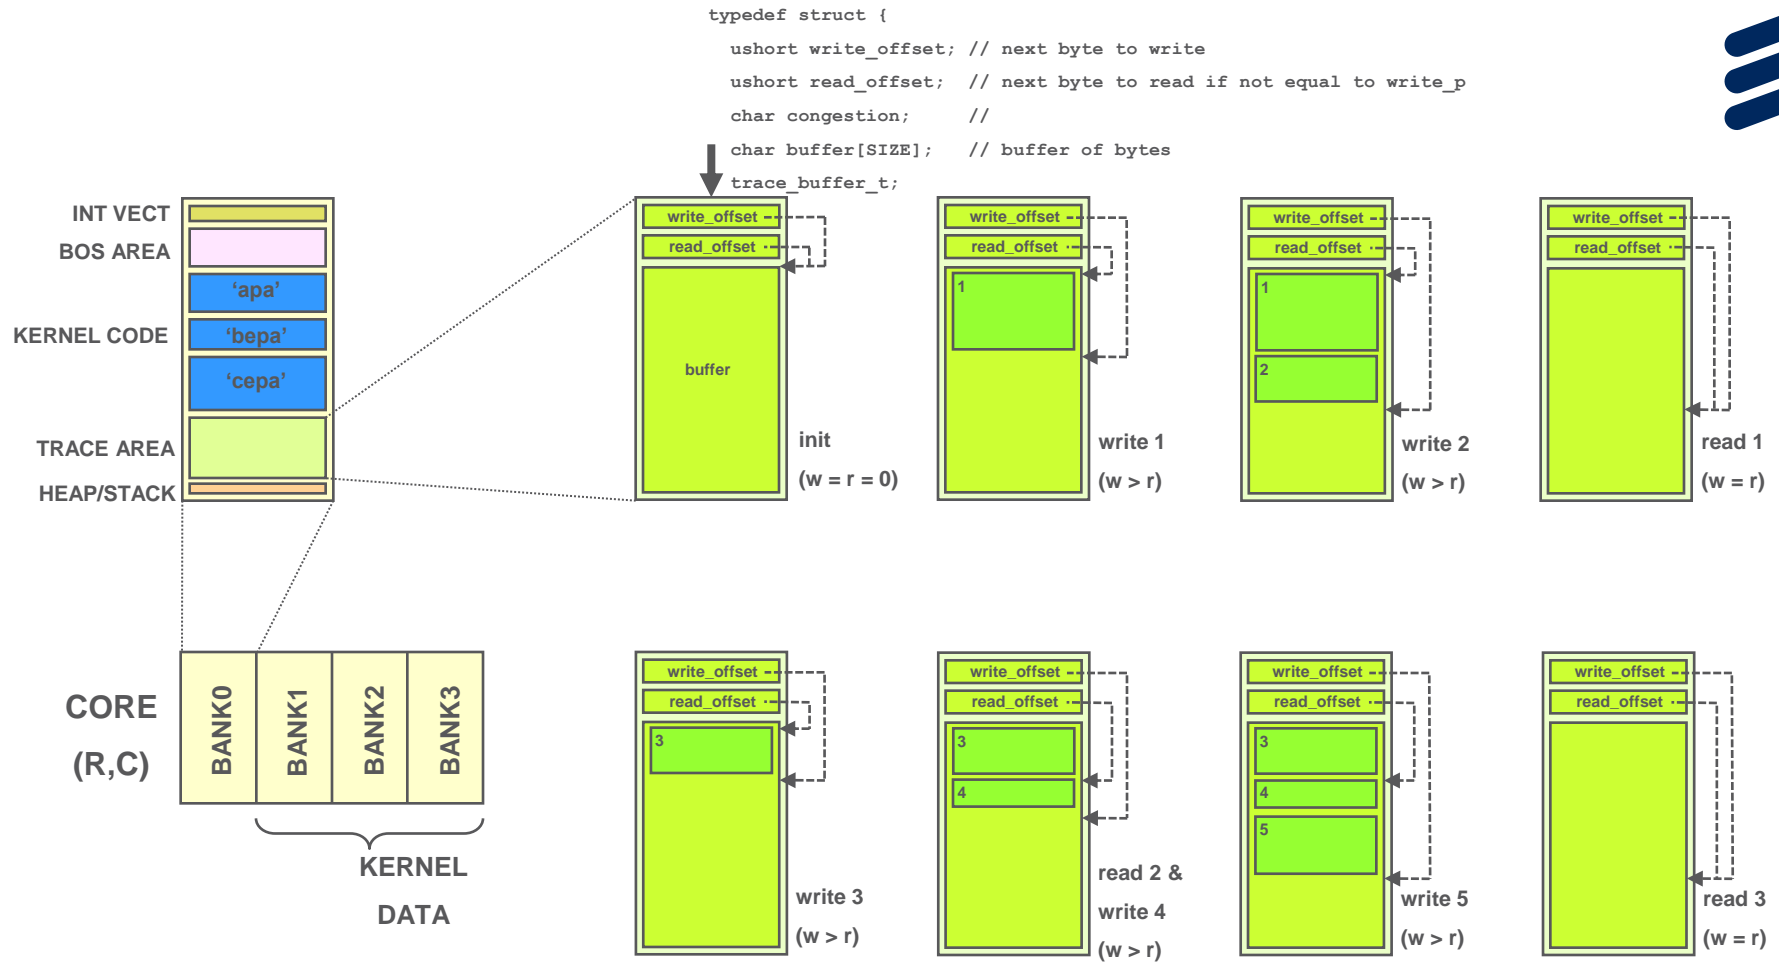 typedef struct {
ushort write_offset; // next byte to write
ushort read_offset; // next byte to read if not equal to write_p
char congestion; //
char buffer[SIZE]; // buffer of bytes
trace_buffer_t;
INT VECT
BOS AREA
‘apa’
KERNEL CODE
‘bepa’
‘cepa’
TRACE AREA
HEAP/STACK
write_offset
read_offset
buffer
init
(w = r = 0)
write_offset
read_offset
1
write 1
(w > r)
write_offset
read_offset
1
2
write 2
(w > r)
write_offset
read_offset
read 1
(w = r)
CORE
(R,C)
BANK0
BANK1
BANK2
BANK3
KERNEL
DATA
write_offset
read_offset
3
write 3
(w > r)
write_offset
read_offset
3
4
read 2 &
write 4
(w > r)
write_offset
read_offset
3
4
5
write 5
(w > r)
write_offset
read_offset
read 3
(w = r)